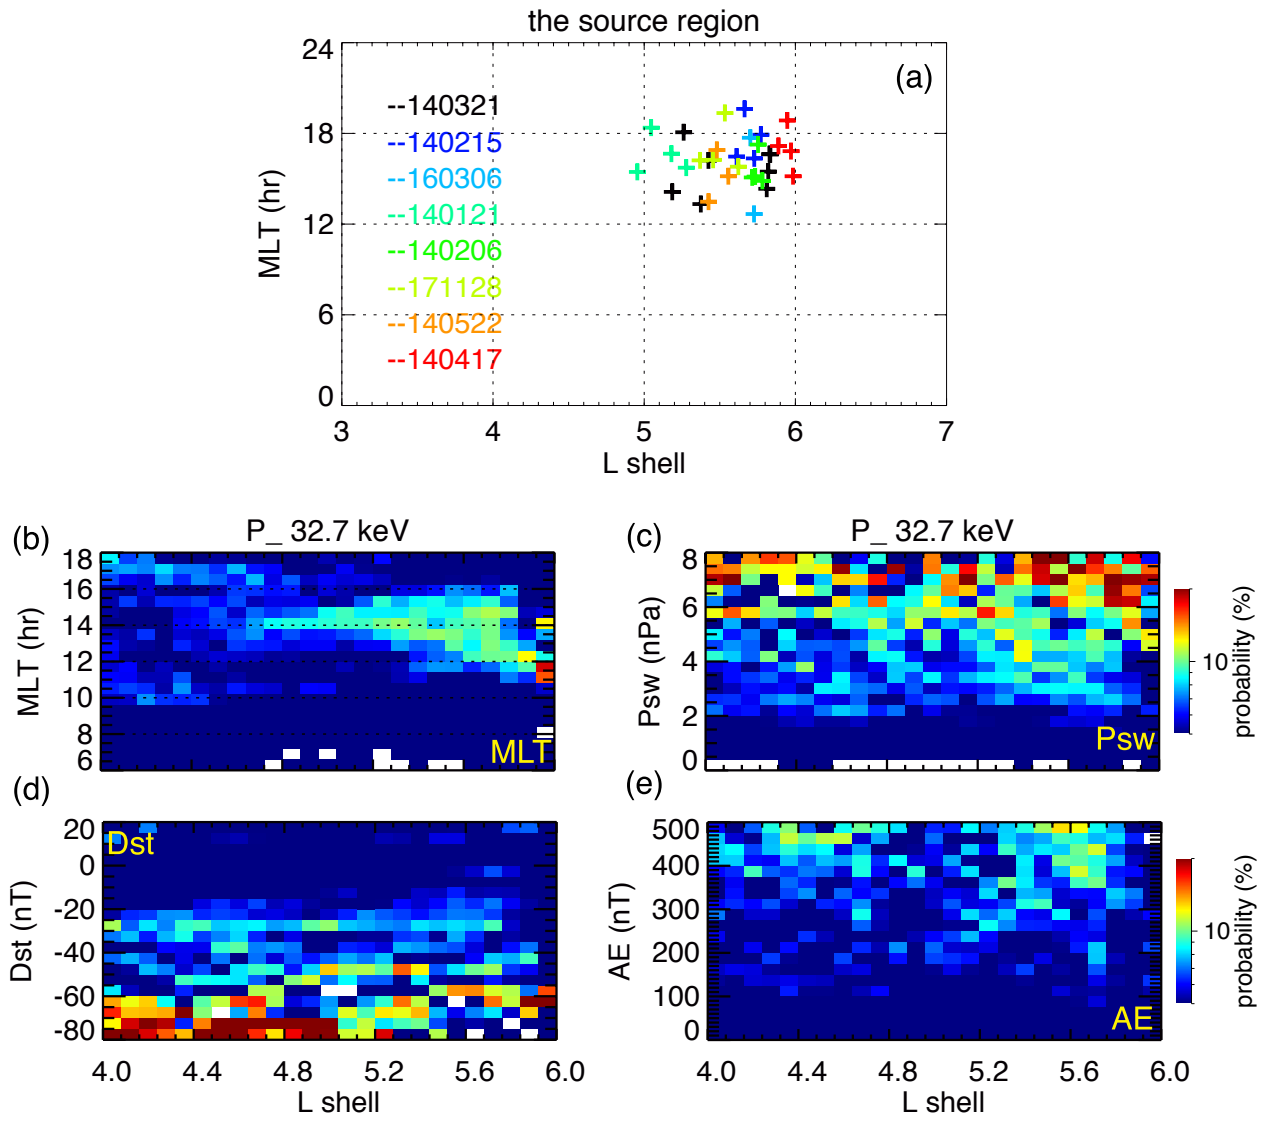 the source region
(a)
24
18
12
6
0
MLT (hr)
--140321
--140215
--160306
--140121
--140206
--171128
--140522
--140417
3 4 5 6 7
L shell
(b)
P_ 32.7 keV
18
16
14
12
10
8
6
MLT (hr)
MLT
(c)
P_ 32.7 keV
8
6
4
2
0
Psw (nPa)
Psw
10
probability (%)
(d)
20
0
-20
-40
-60
-80
Dst (nT)
Dst
4.0 4.4 4.8 5.2 5.6 6.0
L shell
(e)
500
400
300
200
100
0
AE (nT)
AE
4.0 4.4 4.8 5.2 5.6 6.0
L shell
10
probability (%)